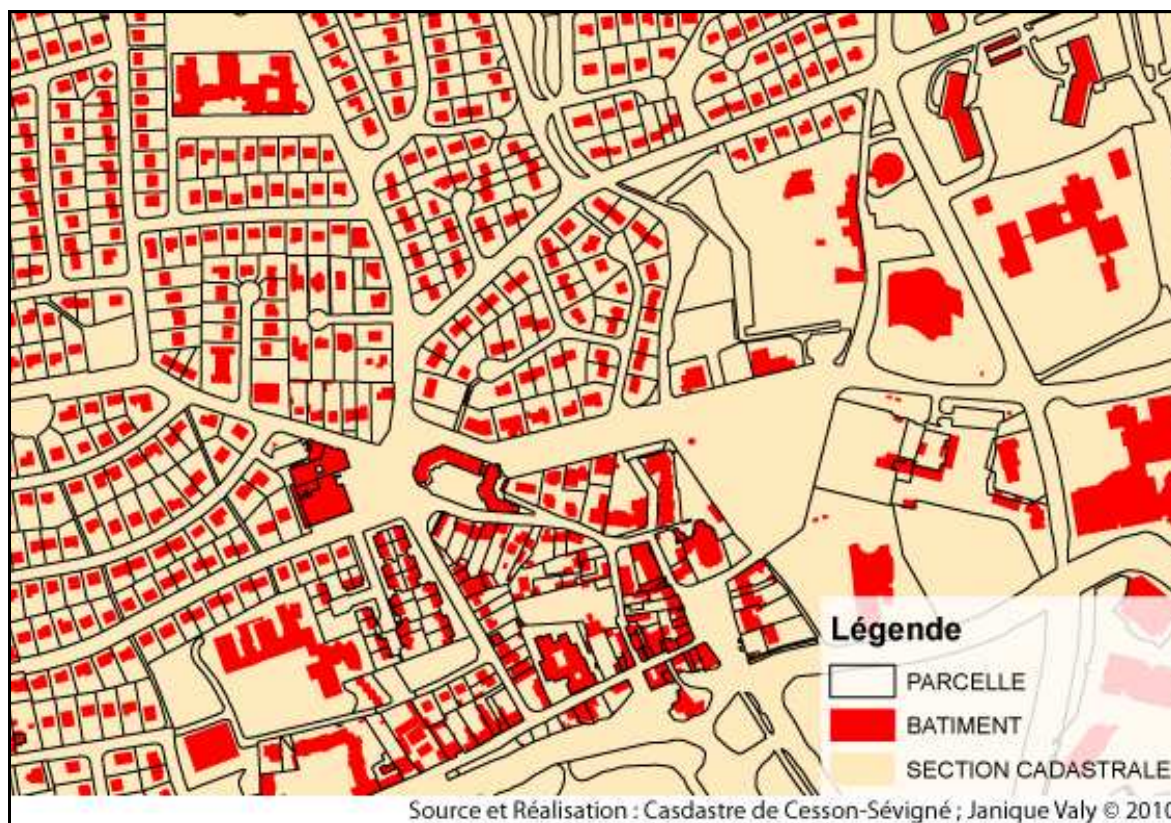 Légende
PARCELLE
BATIMENT
SECTION CADASTRALE
Source et Réalisation : Casdastre de Cesson-Sévigné ; Janique Valy © 2010